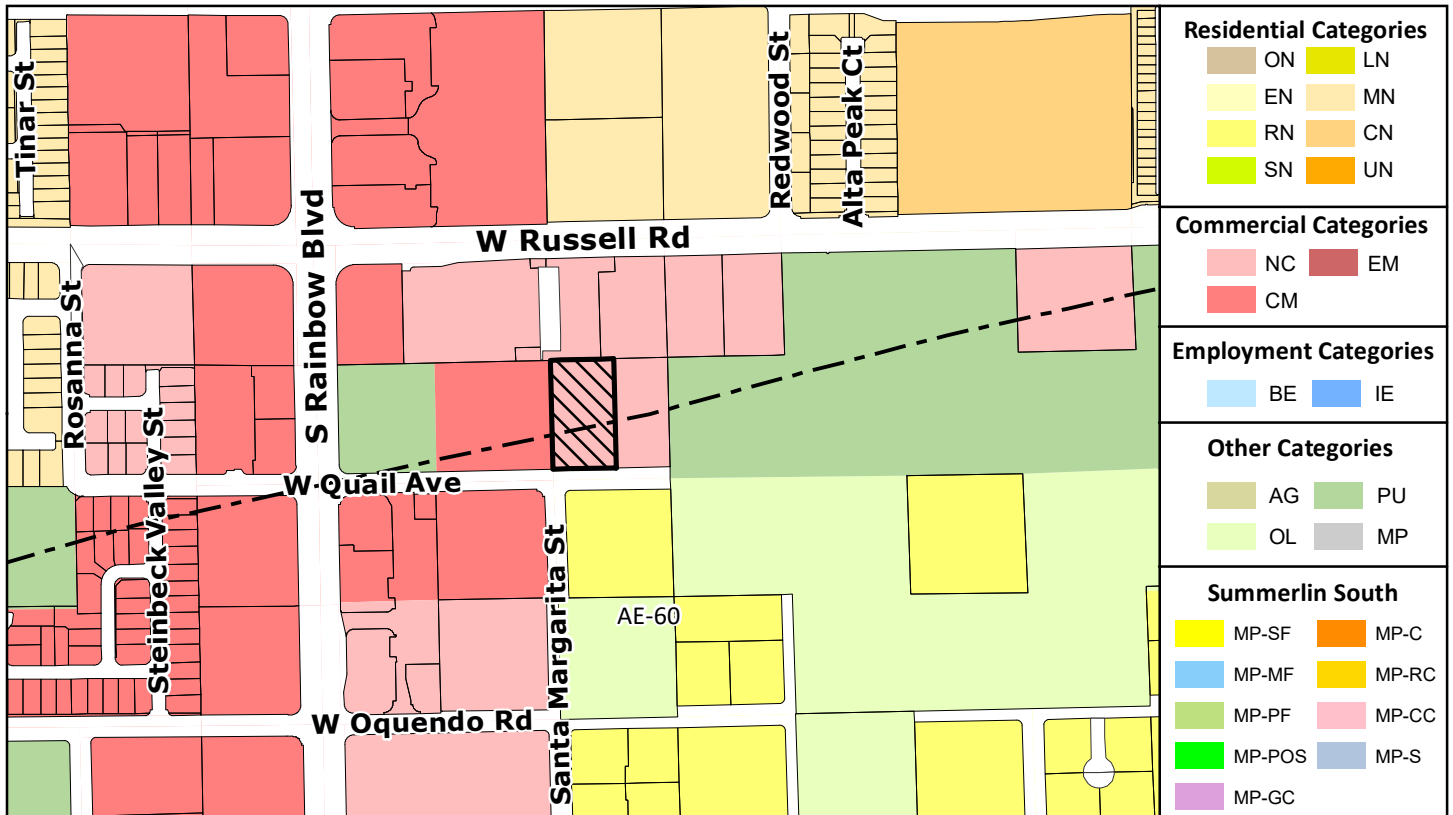 Tinar St
S Rainbow Blvd
Redwood St
Alta Peak Ct
W Russell Rd
Rosanna St
Steinbeck Valley St
W Quail Ave
Santa Margarita St
AE-60
W Oquendo Rd
Residential Categories
ON LN
EN MN
RN CN
SN UN
Commercial Categories
NC EM
CM
Employment Categories
BE IE
Other Categories
AG PU
OL MP
Summerlin South
MP-SF MP-C
MP-MF MP-RC
MP-PF MP-CC
MP-POS MP-S
MP-GC